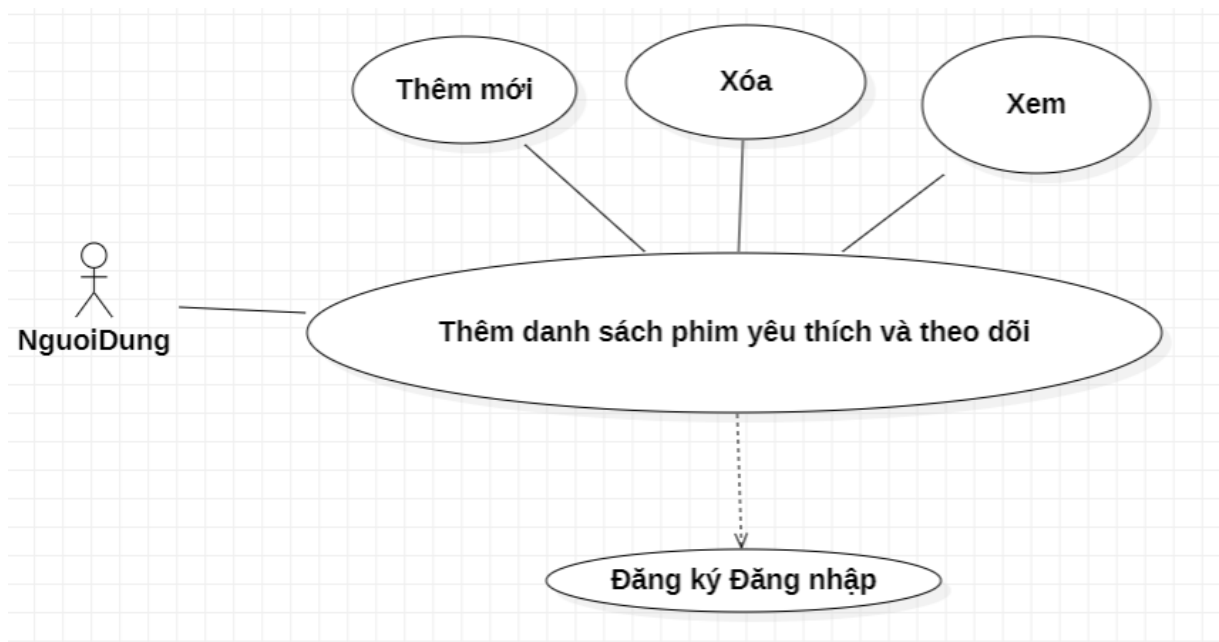 Thêm mới
Xóa
Xem
NguoiDung
Thêm danh sách phim yêu thích và theo dõi
Đăng ký Đăng nhập